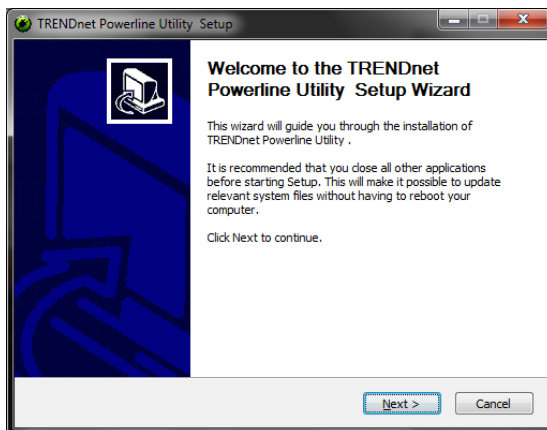 TRENDnet Powerline Utility  Setup
Welcome to the TRENDnet
Powerline Utility  Setup Wizard
This wizard will guide you through the installation of
TRENDnet Powerline Utility .
It is recommended that you close all other applications
before starting Setup. This will make it possible to update
relevant system files without having to reboot your
computer.
Click Next to continue.
Next >
Cancel